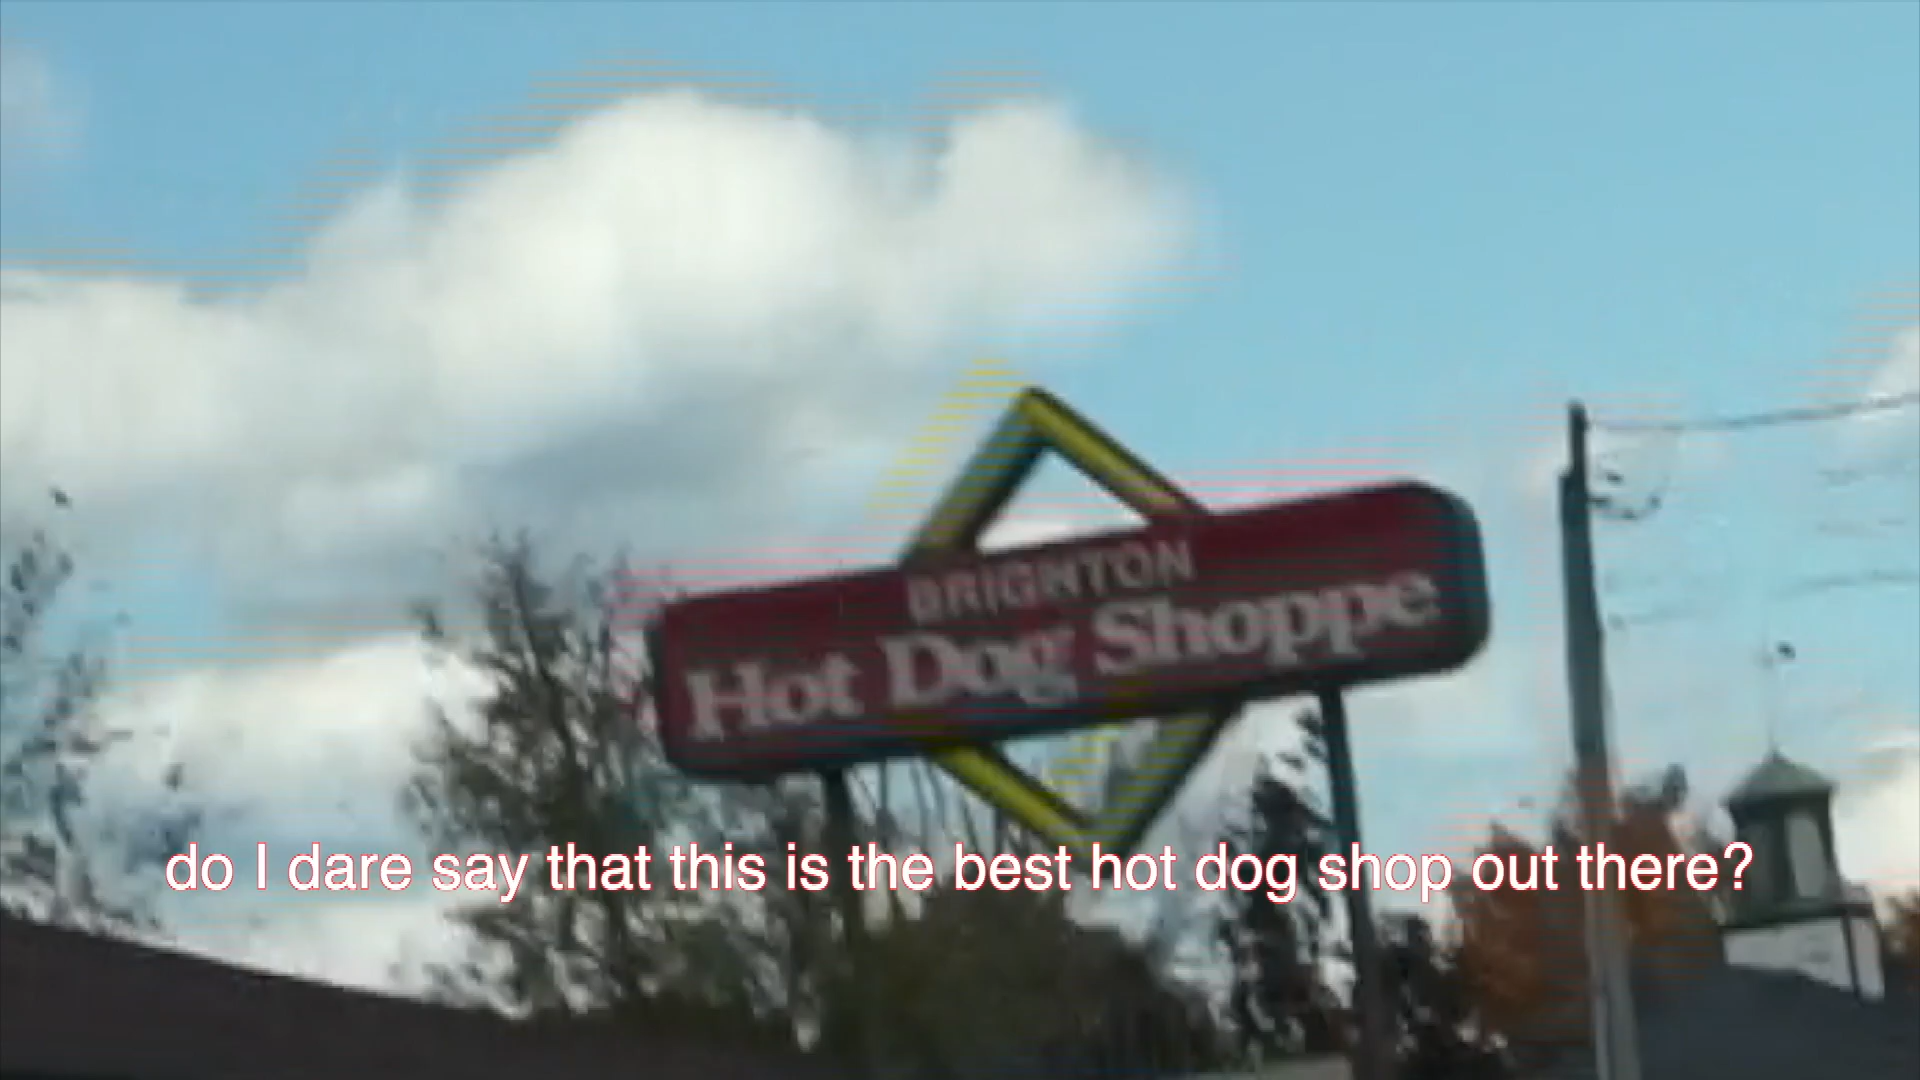 BRIGHTON
Hot Dog Shoppe
do I dare say that this is the best hot dog shop out there?